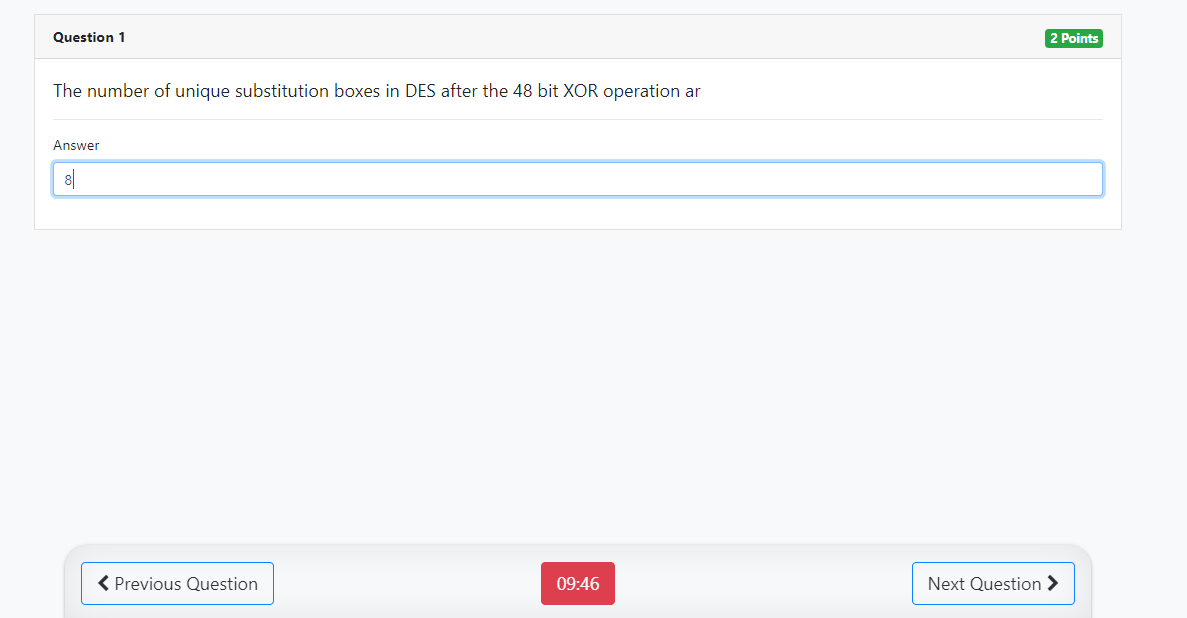 Question 1
2 Points
The number of unique substitution boxes in DES after the 48 bit XOR operation ar
Answer
8
Previous Question
09:46
Next Question